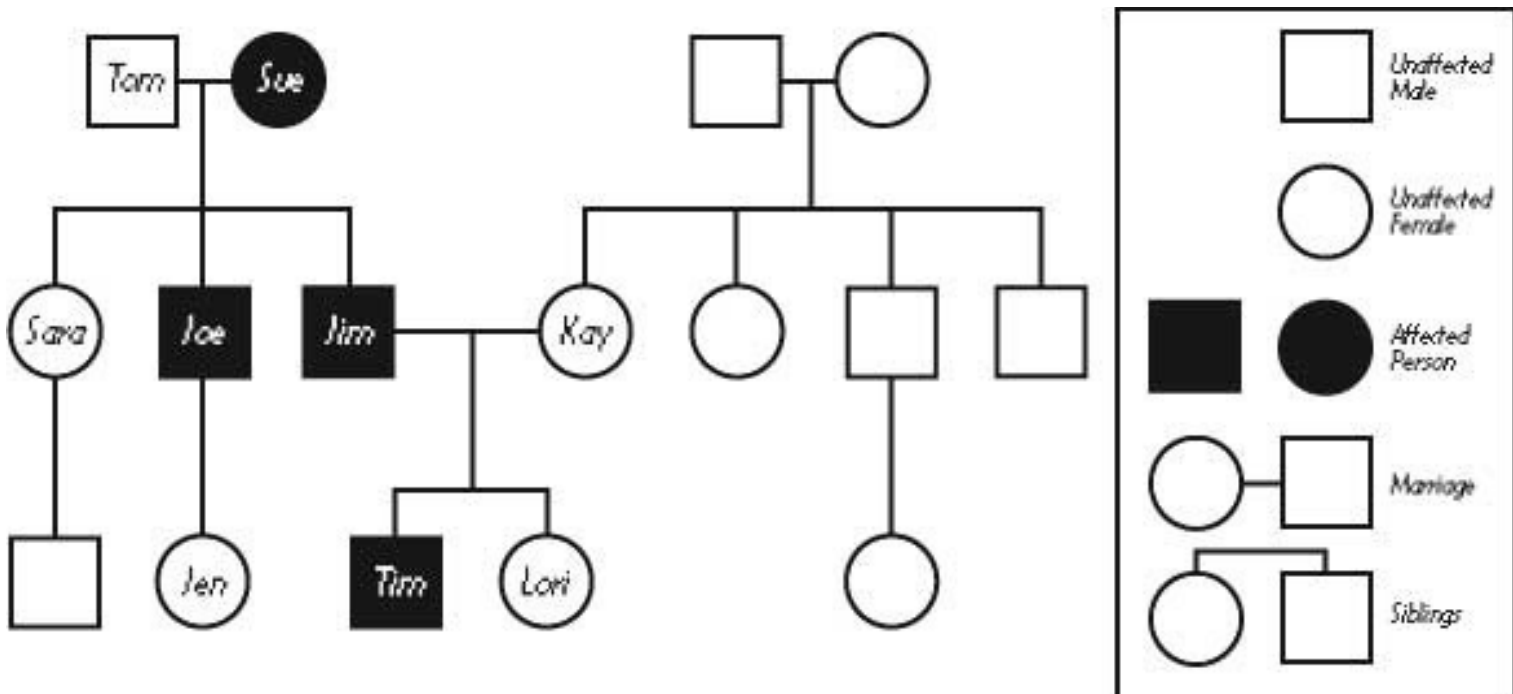 Tom
Sue
Sara
Joe
Jim
Kay
Jen
Tim
Lori
Unaffected
Male
Unaffected
Female
Affected
Person
Marriage
Siblings